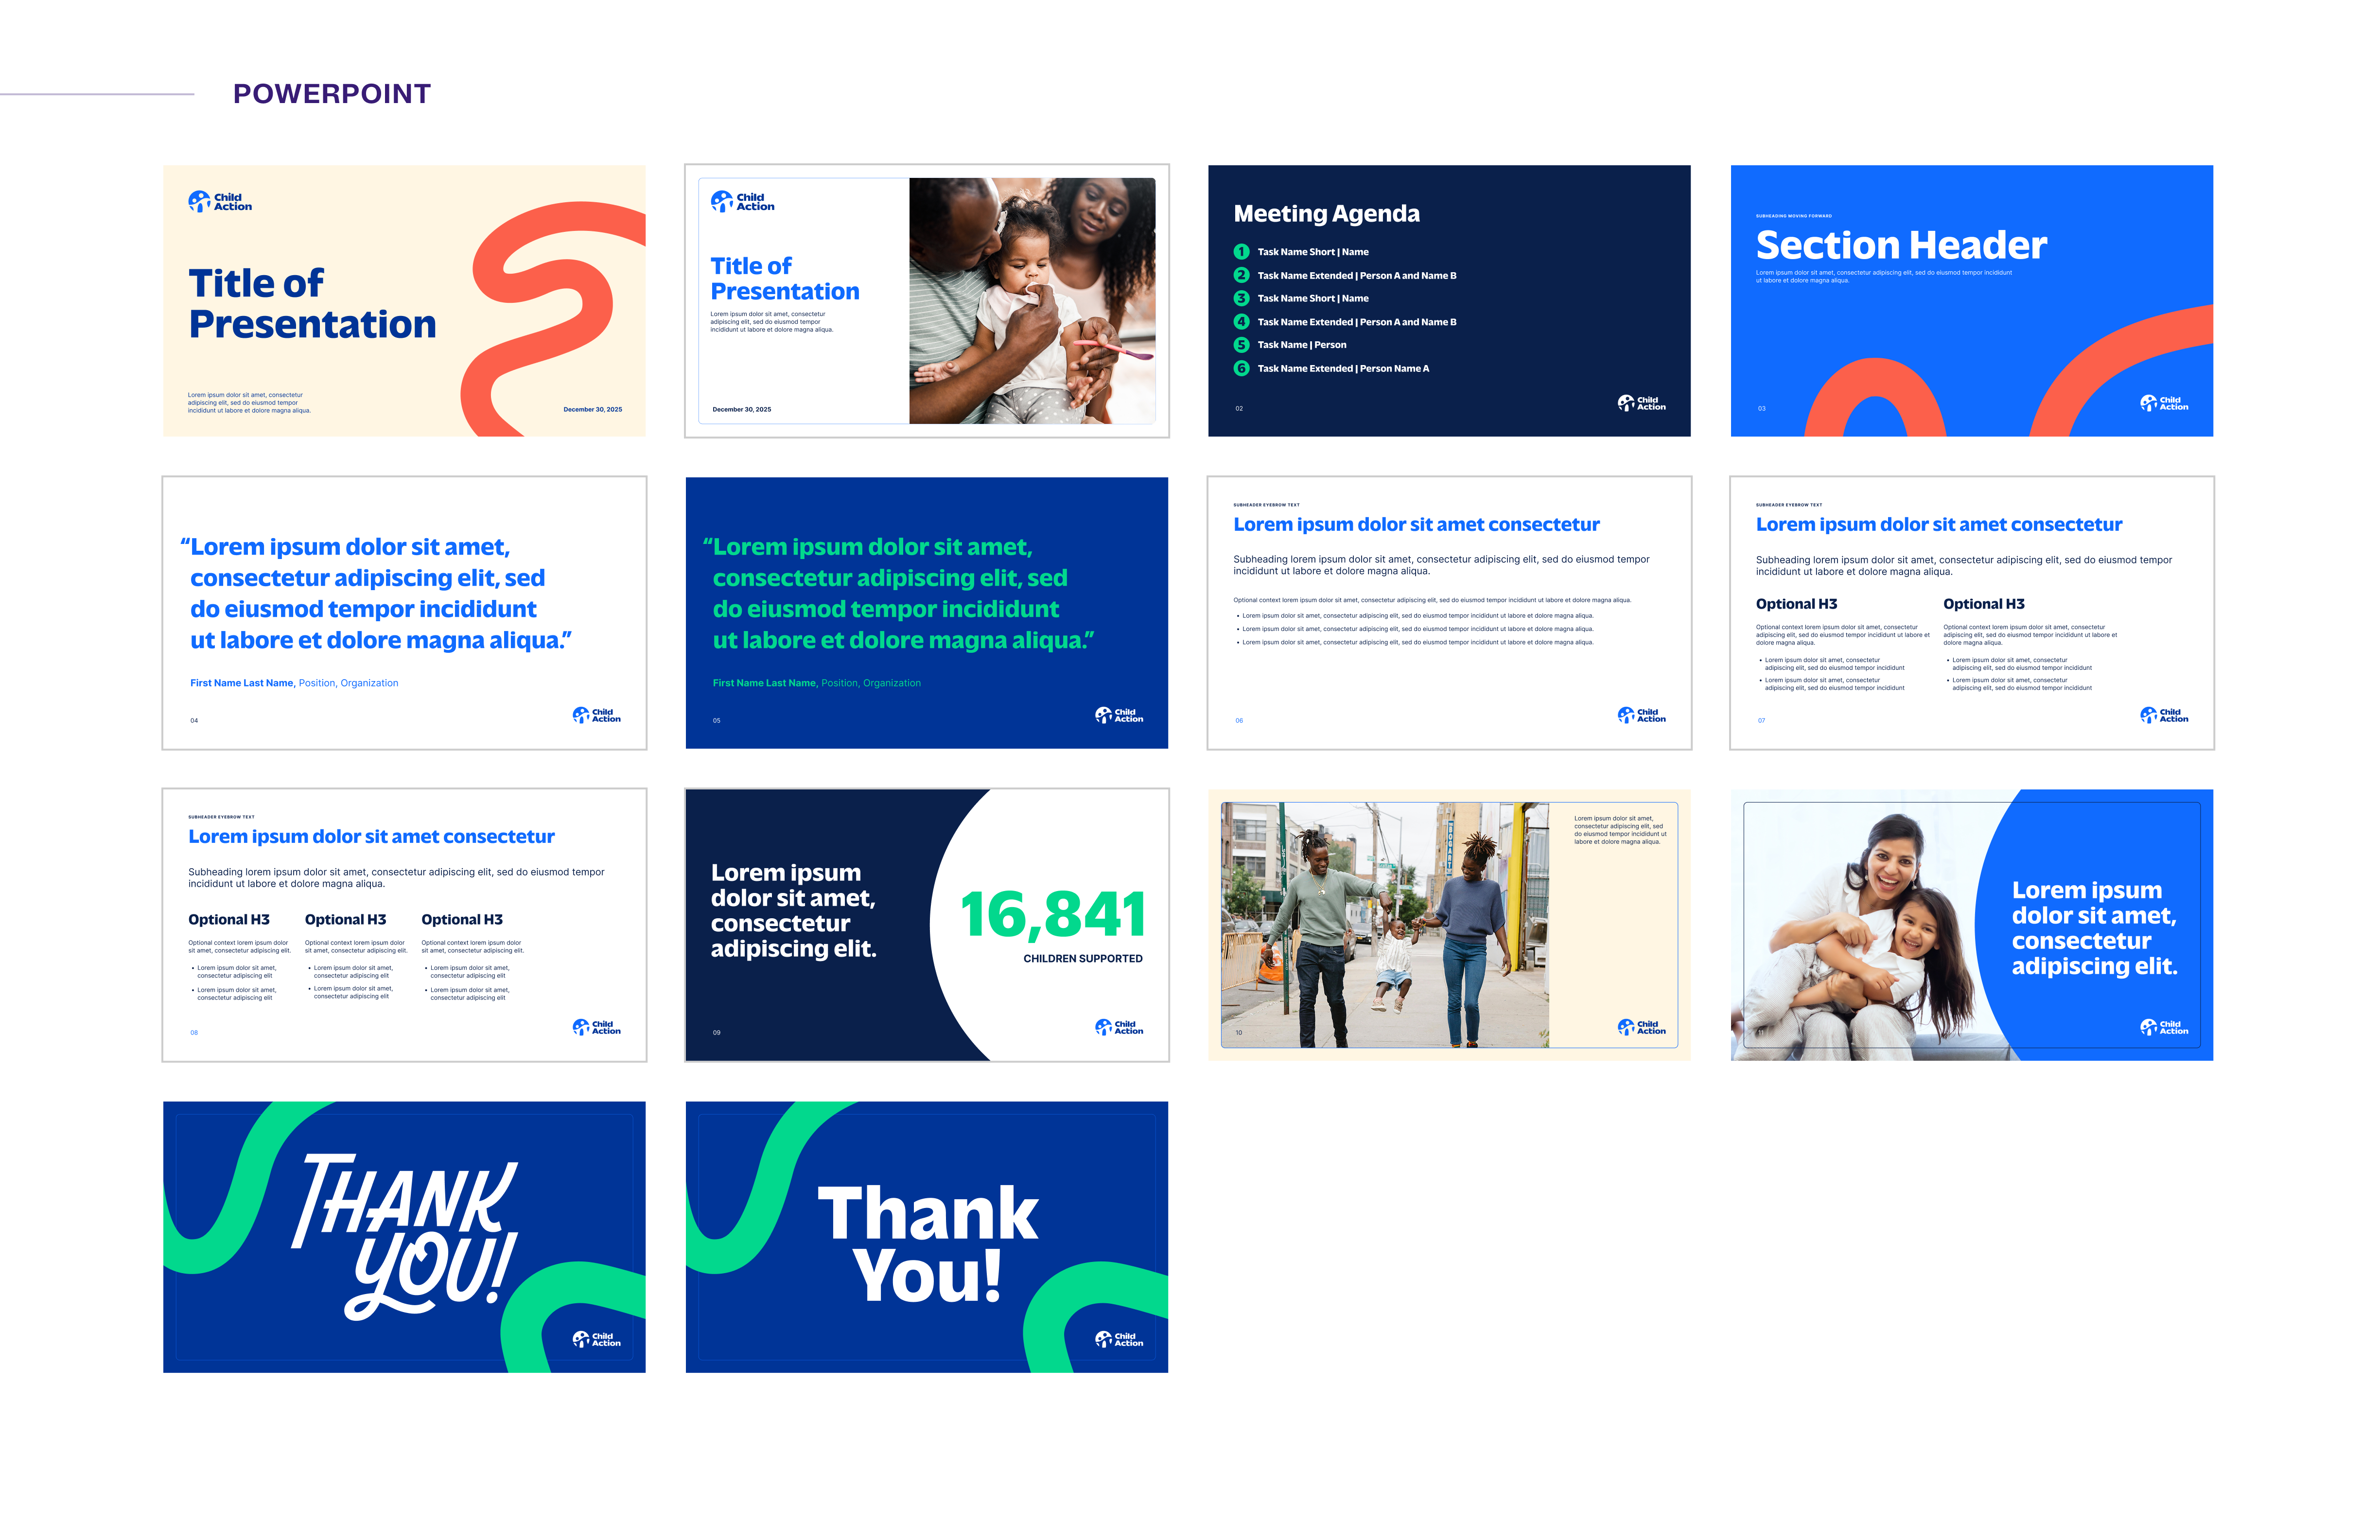 POWERPOINT
Child
Action
Title of
Presentation
Lorem ipsum dolor sit amet, consectetur
adipiscing elit, sed do eiusmod tempor
incididunt ut labore et dolore magna aliqua.
December 30, 2025
Child
Action
Title of
Presentation
Lorem ipsum dolor sit amet, consectetur
adipiscing elit, sed do eiusmod tempor
incididunt ut labore et dolore magna aliqua.
December 30, 2025
Meeting Agenda
1 Task Name Short | Name
2 Task Name Extended | Person A and Name B
3 Task Name Short | Name
4 Task Name Extended | Person A and Name B
5 Task Name | Person
6 Task Name Extended | Person Name A
02
Child
Action
SUBHEADING MOVING FORWARD
Section Header
Lorem ipsum dolor sit amet, consectetur adipiscing elit, sed do eiusmod tempor incididunt
ut labore et dolore magna aliqua.
03
Child
Action
“Lorem ipsum dolor sit amet,
consectetur adipiscing elit, sed
do eiusmod tempor incididunt
ut labore et dolore magna aliqua.”
First Name Last Name, Position, Organization
04
Child
Action
“Lorem ipsum dolor sit amet,
consectetur adipiscing elit, sed
do eiusmod tempor incididunt
ut labore et dolore magna aliqua.”
First Name Last Name, Position, Organization
05
Child
Action
SUBHEADER EYEBROW TEXT
Lorem ipsum dolor sit amet consectetur
Subheading lorem ipsum dolor sit amet, consectetur adipiscing elit, sed do eiusmod tempor
incididunt ut labore et dolore magna aliqua.
Optional context lorem ipsum dolor sit amet, consectetur adipiscing elit, sed do eiusmod tempor incididunt ut labore et dolore magna aliqua.
• Lorem ipsum dolor sit amet, consectetur adipiscing elit, sed do eiusmod tempor incididunt ut labore et dolore magna aliqua.
• Lorem ipsum dolor sit amet, consectetur adipiscing elit, sed do eiusmod tempor incididunt ut labore et dolore magna aliqua.
• Lorem ipsum dolor sit amet, consectetur adipiscing elit, sed do eiusmod tempor incididunt ut labore et dolore magna aliqua.
06
Child
Action
SUBHEADER EYEBROW TEXT
Lorem ipsum dolor sit amet consectetur
Subheading lorem ipsum dolor sit amet, consectetur adipiscing elit, sed do eiusmod tempor
incididunt ut labore et dolore magna aliqua.
Optional H3
Optional context lorem ipsum dolor sit amet, consectetur
adipiscing elit, sed do eiusmod tempor incididunt ut labore et
dolore magna aliqua.
• Lorem ipsum dolor sit amet, consectetur
adipiscing elit, sed do eiusmod tempor incididunt
• Lorem ipsum dolor sit amet, consectetur
adipiscing elit, sed do eiusmod tempor incididunt
Optional H3
Optional context lorem ipsum dolor sit amet, consectetur
adipiscing elit, sed do eiusmod tempor incididunt ut labore et
dolore magna aliqua.
• Lorem ipsum dolor sit amet, consectetur
adipiscing elit, sed do eiusmod tempor incididunt
• Lorem ipsum dolor sit amet, consectetur
adipiscing elit, sed do eiusmod tempor incididunt
07
Child
Action
SUBHEADER EYEBROW TEXT
Lorem ipsum dolor sit amet consectetur
Subheading lorem ipsum dolor sit amet, consectetur adipiscing elit, sed do eiusmod tempor
incididunt ut labore et dolore magna aliqua.
Optional H3
Optional context lorem ipsum dolor
sit amet, consectetur adipiscing elit.
• Lorem ipsum dolor sit amet,
consectetur adipiscing elit
• Lorem ipsum dolor sit amet,
consectetur adipiscing elit
Optional H3
Optional context lorem ipsum dolor
sit amet, consectetur adipiscing elit.
• Lorem ipsum dolor sit amet,
consectetur adipiscing elit
• Lorem ipsum dolor sit amet,
consectetur adipiscing elit
Optional H3
Optional context lorem ipsum dolor
sit amet, consectetur adipiscing elit.
• Lorem ipsum dolor sit amet,
consectetur adipiscing elit
• Lorem ipsum dolor sit amet,
consectetur adipiscing elit
08
Child
Action
Lorem ipsum
dolor sit amet,
consectetur
adipiscing elit.
16,841
CHILDREN SUPPORTED
09
Child
Action
Lorem ipsum dolor sit amet,
consectetur adipiscing elit, sed
do eiusmod tempor incididunt ut
labore et dolore magna aliqua.
BOGART
10
Child
Action
Lorem ipsum
dolor sit amet,
consectetur
adipiscing elit.
11
Child
Action
THANK
YOU!
Child
Action
Thank
You!
Child
Action